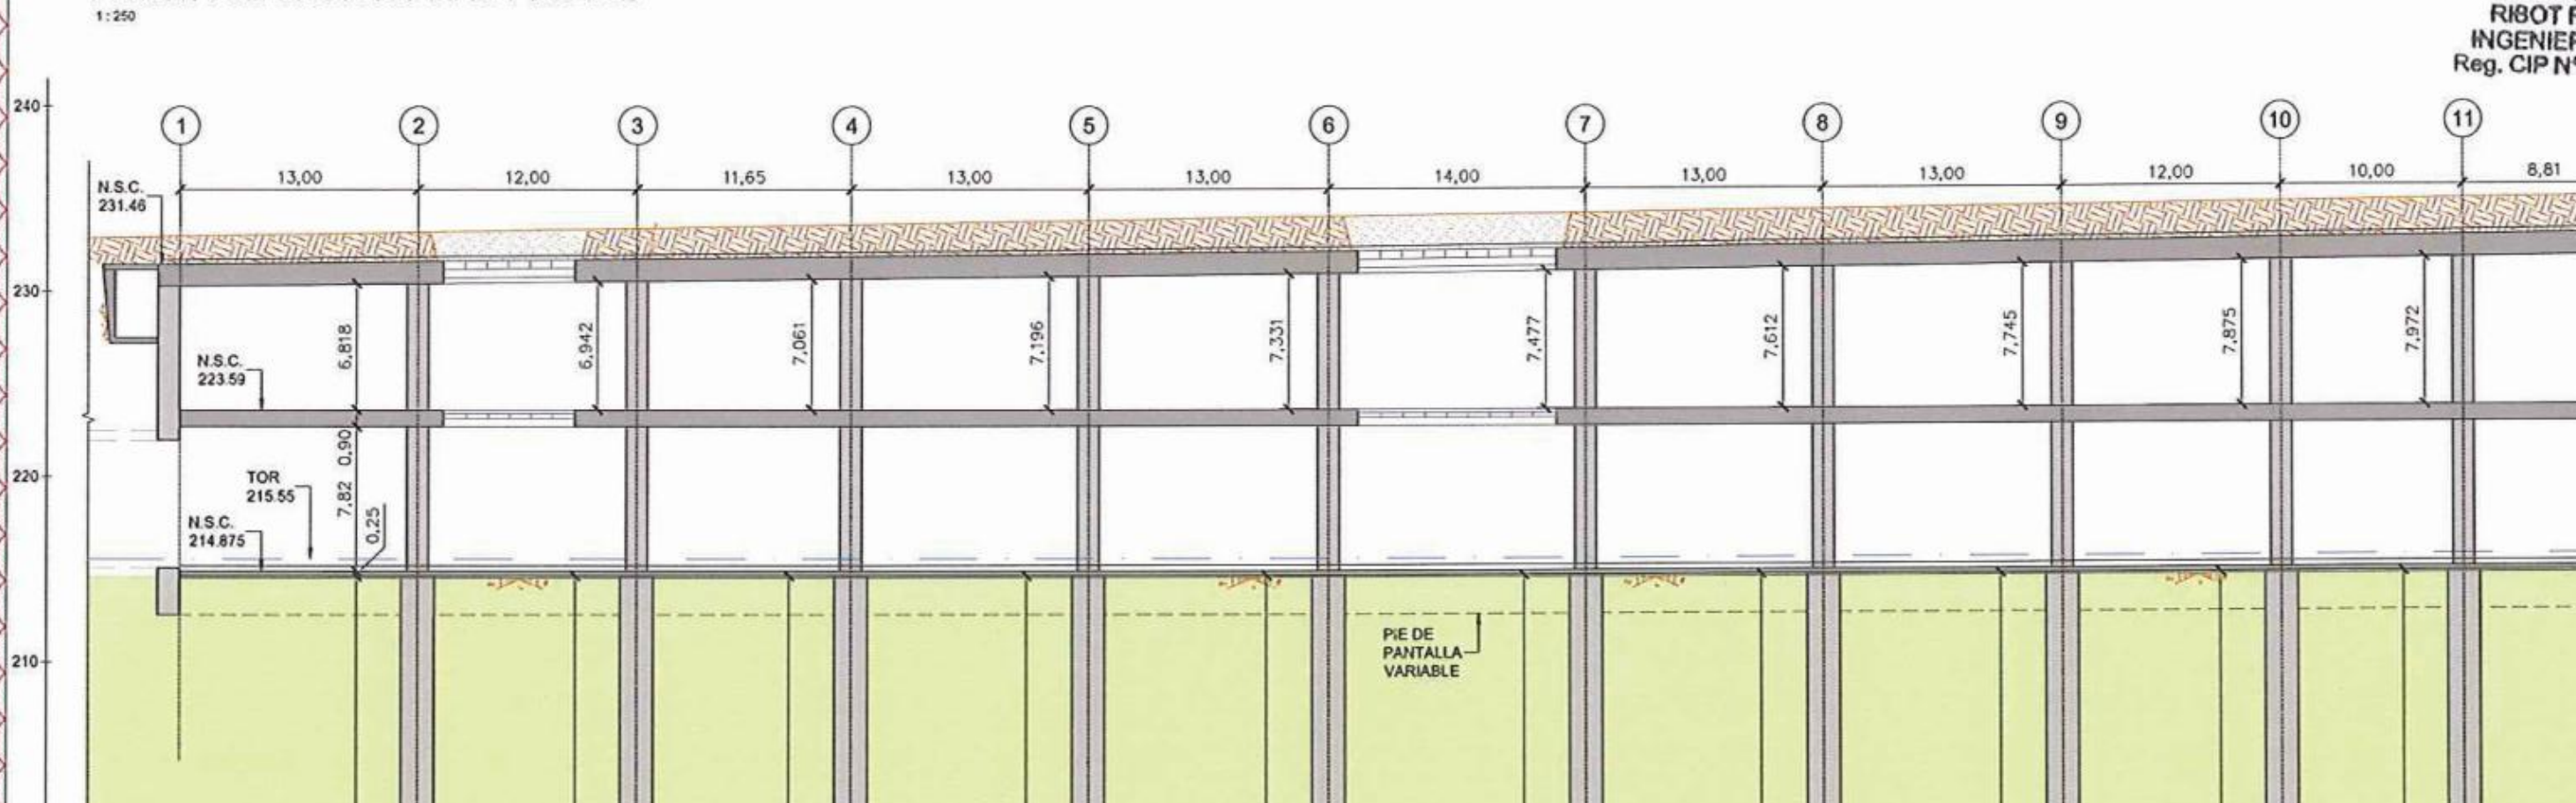 1:250
RIBOT
INGENIER
Reg. CIP N°
240
1 2 3 4 5 6 7 8 9 10 11
13,00 12,00 11,65 13,00 13,00 14,00 13,00 13,00 12,00 10,00 8,81
N.S.C.
231.46
230
6,818 6,942 7,061 7,196 7,331 7,477 7,612 7,745 7,875 7,972
N.S.C.
223.59
0,90
220
TOR
215.55
7,82
0,25
N.S.C.
214.875
PIE DE
PANTALLA
VARIABLE
210